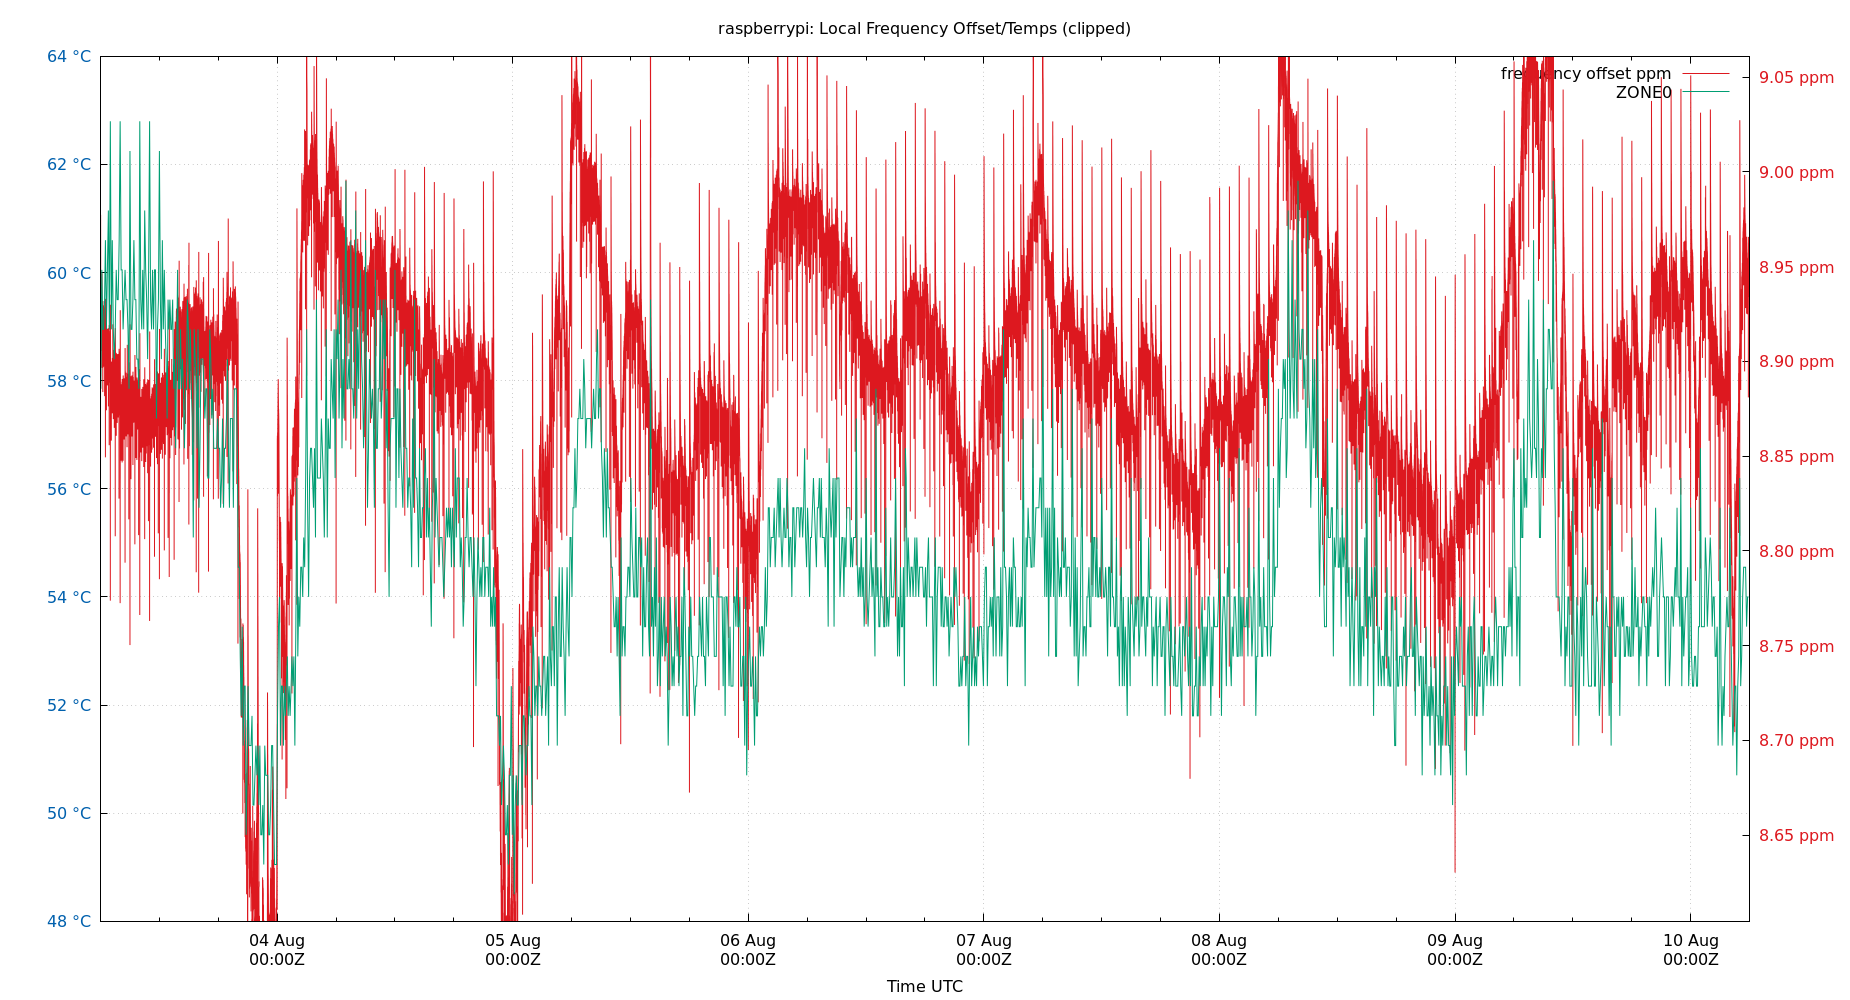 raspberrypi: Local Frequency Offset/Temps (clipped)
64 °C
62 °C
60 °C
58 °C
56 °C
54 °C
52 °C
50 °C
48 °C
frequency offset ppm
ZONE0
9.05 ppm
9.00 ppm
8.95 ppm
8.90 ppm
8.85 ppm
8.80 ppm
8.75 ppm
8.70 ppm
8.65 ppm
04 Aug 05 Aug 06 Aug 07 Aug 08 Aug 09 Aug 10 Aug
00:00Z 00:00Z 00:00Z 00:00Z 00:00Z 00:00Z 00:00Z
Time UTC